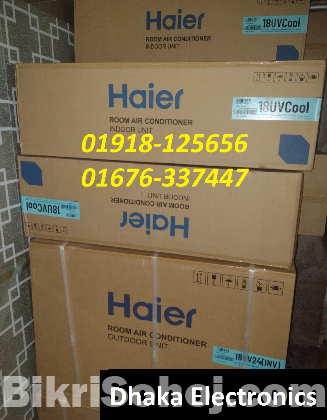 18UVCool
Haier
18UVCool
ROOM AIR CONDITIONER
INDOOR UNIT
01918-125656
01676-337447
18UVCool
INDOOR UNIT
ROOM AIR CONDITIONER
Haier
Haier
ROOM AIR CONDITIONER
OUTDOOR UNIT
18UV24(INV)
BikriSohoj.com
Dhaka Electronics